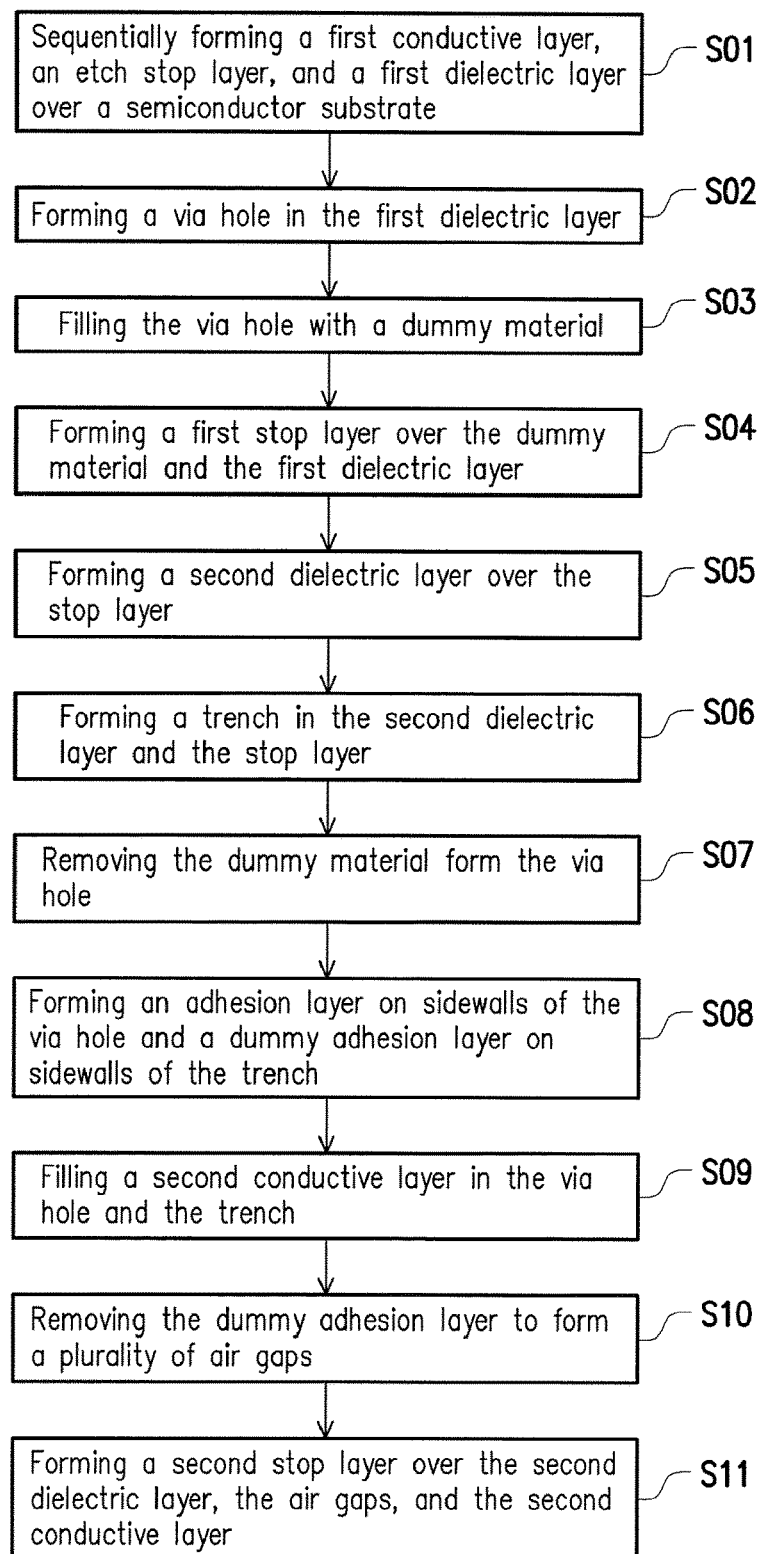 Sequentially forming a first conductive layer,
an etch stop layer, and a first dielectric layer
over a semiconductor substrate
S01
Forming a via hole in the first dielectric layer
S02
Filling the via hole with a dummy material
S03
Forming a first stop layer over the dummy
material and the first dielectric layer
S04
Forming a second dielectric layer over the
stop layer
S05
Forming a trench in the second dielectric
layer and the stop layer
S06
Removing the dummy material form the via
hole
S07
Forming an adhesion layer on sidewalls of the
via hole and a dummy adhesion layer on
sidewalls of the trench
S08
Filling a second conductive layer in the via
hole and the trench
S09
Removing the dummy adhesion layer to form
a plurality of air gaps
S10
Forming a second stop layer over the second
dielectric layer, the air gaps, and the second
conductive layer
S11